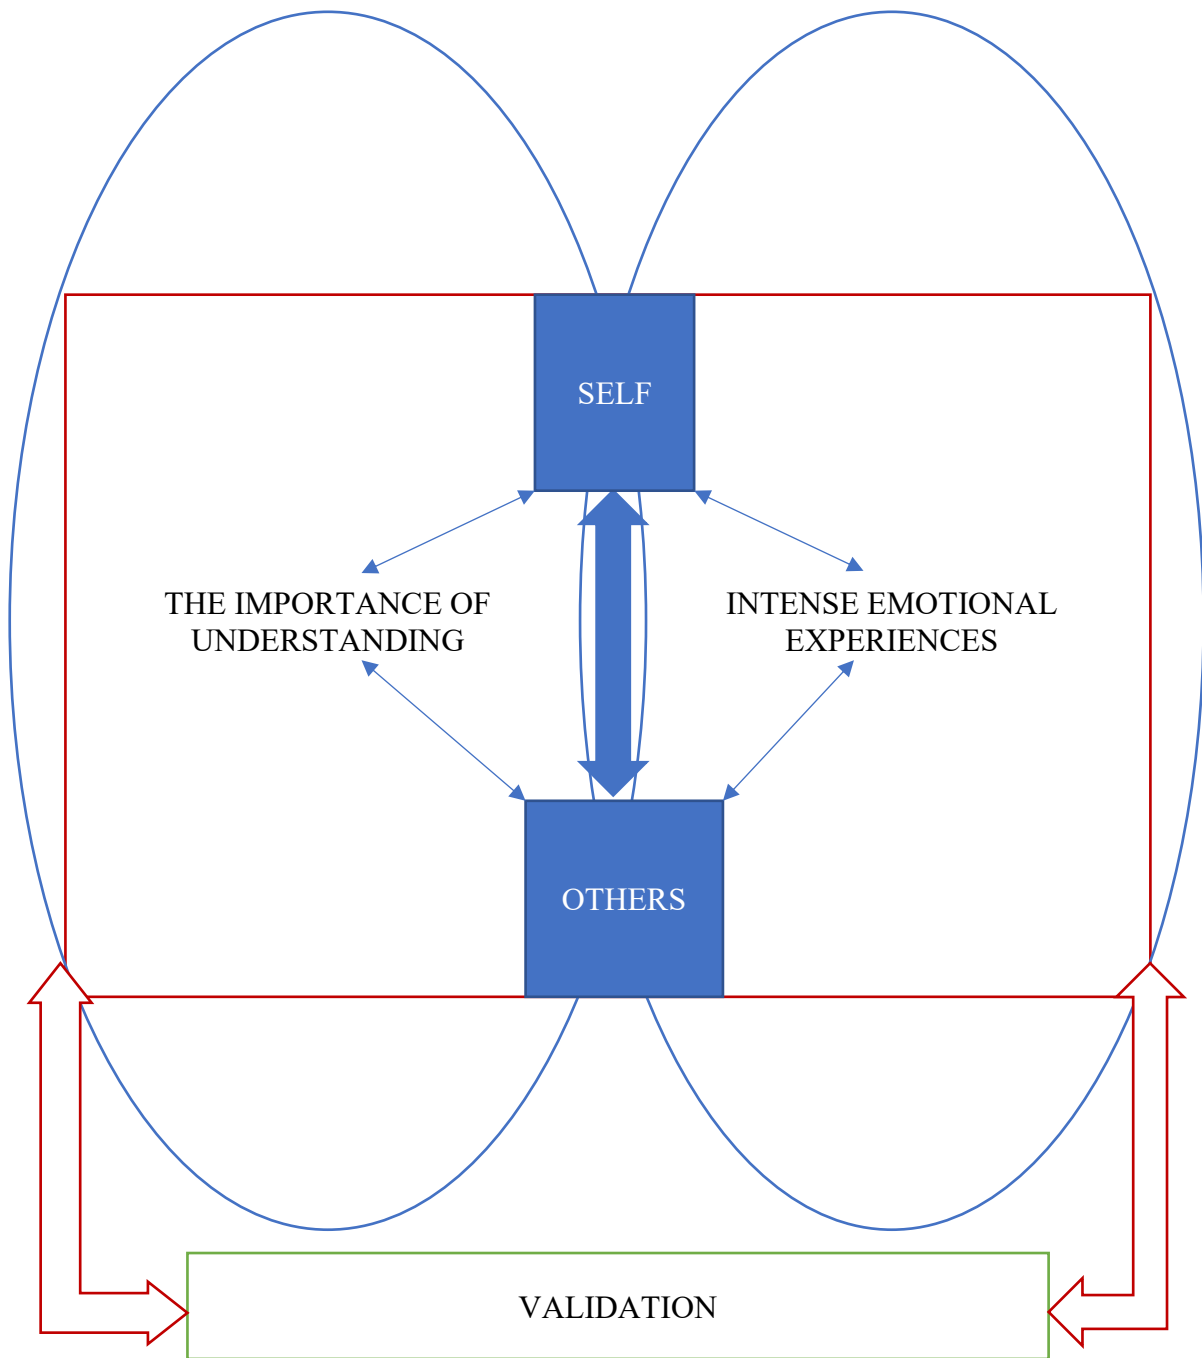 SELF
THE IMPORTANCE OF
UNDERSTANDING
INTENSE EMOTIONAL
EXPERIENCES
OTHERS
VALIDATION